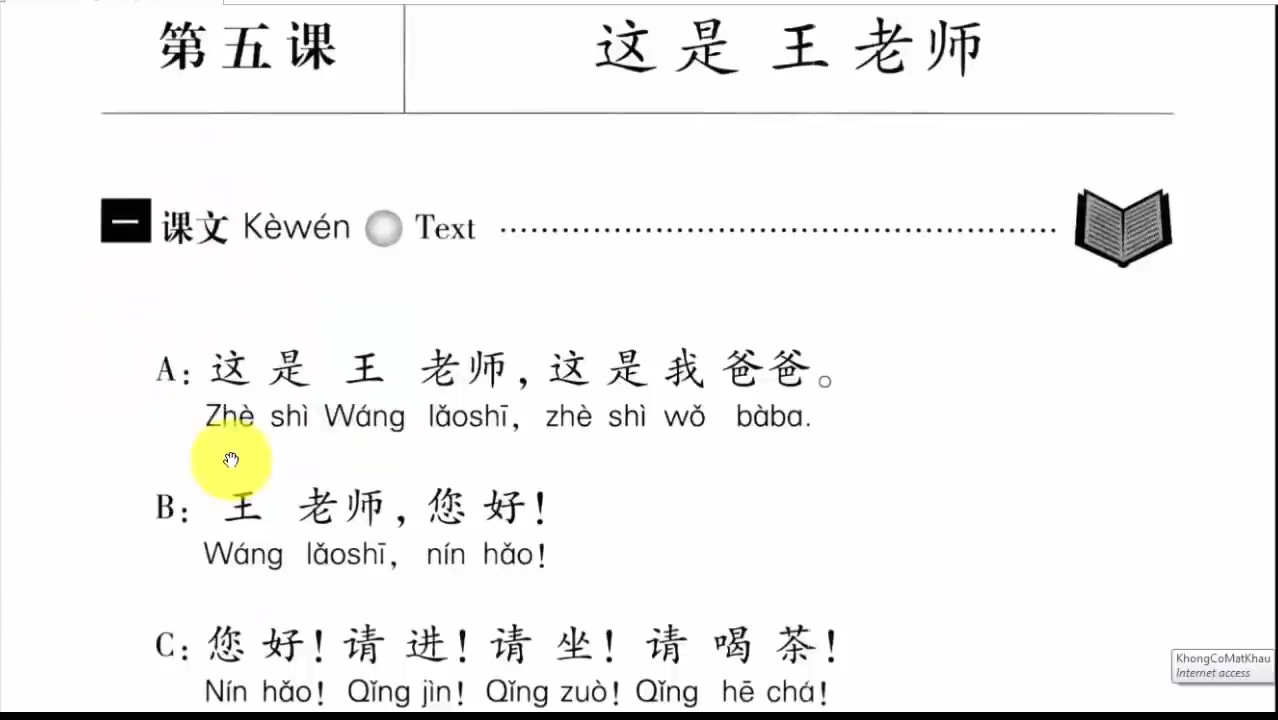 第五课
这是王老师
一 课文 Kèwén Text
A: 这是王老师，这是我爸爸。
Zhè shì Wáng lǎoshī, zhè shì wǒ bàba.
B: 王老师，您好！
Wáng lǎoshī, nín hǎo!
C: 您好！请进！请坐！请喝茶！
Nín hǎo! Qǐng jìn! Qǐng zuò! Qǐng hē chá!
KhongCoMatKhau
Internet access